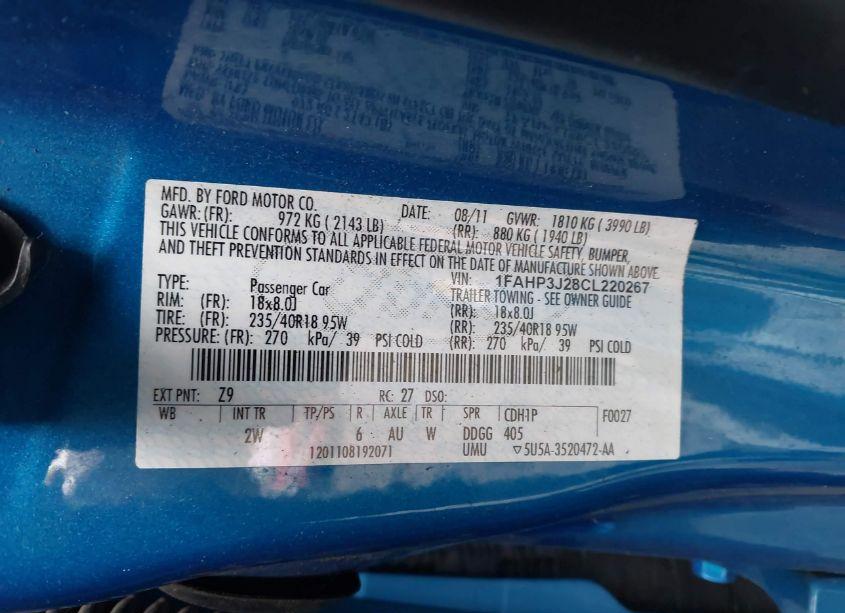 MFD. BY FORD MOTOR CO. DATE: 08/11 GVWR: 1810 KG ( 3990 LB)
GAWR: (FR): 972 KG ( 2143 LB) (RR): 880 KG ( 1940 LB)
THIS VEHICLE CONFORMS TO ALL APPLICABLE FEDERAL MOTOR VEHICLE SAFETY, BUMPER,
AND THEFT PREVENTION STANDARDS IN EFFECT ON THE DATE OF MANUFACTURE SHOWN ABOVE.
VIN: 1FAHP3J28CL220267
TYPE: Passenger Car TRAILER TOWING - SEE OWNER GUIDE
RIM: (FR): 18x8.0J (RR): 18x8.0J
TIRE: (FR): 235/40R18 95W (RR): 235/40R18 95W
PRESSURE: (FR): 270 kPa/ 39 PSI COLD (RR): 270 kPa/ 39 PSI COLD
EXT PNT: Z9 RC: 27 DSO:
WB INT TR TP/PS R AXLE TR SPR CDH1P F0027
2W 6 AU W DDGG 405
1201108192071 UMU ▽5U5A-3520472-AA